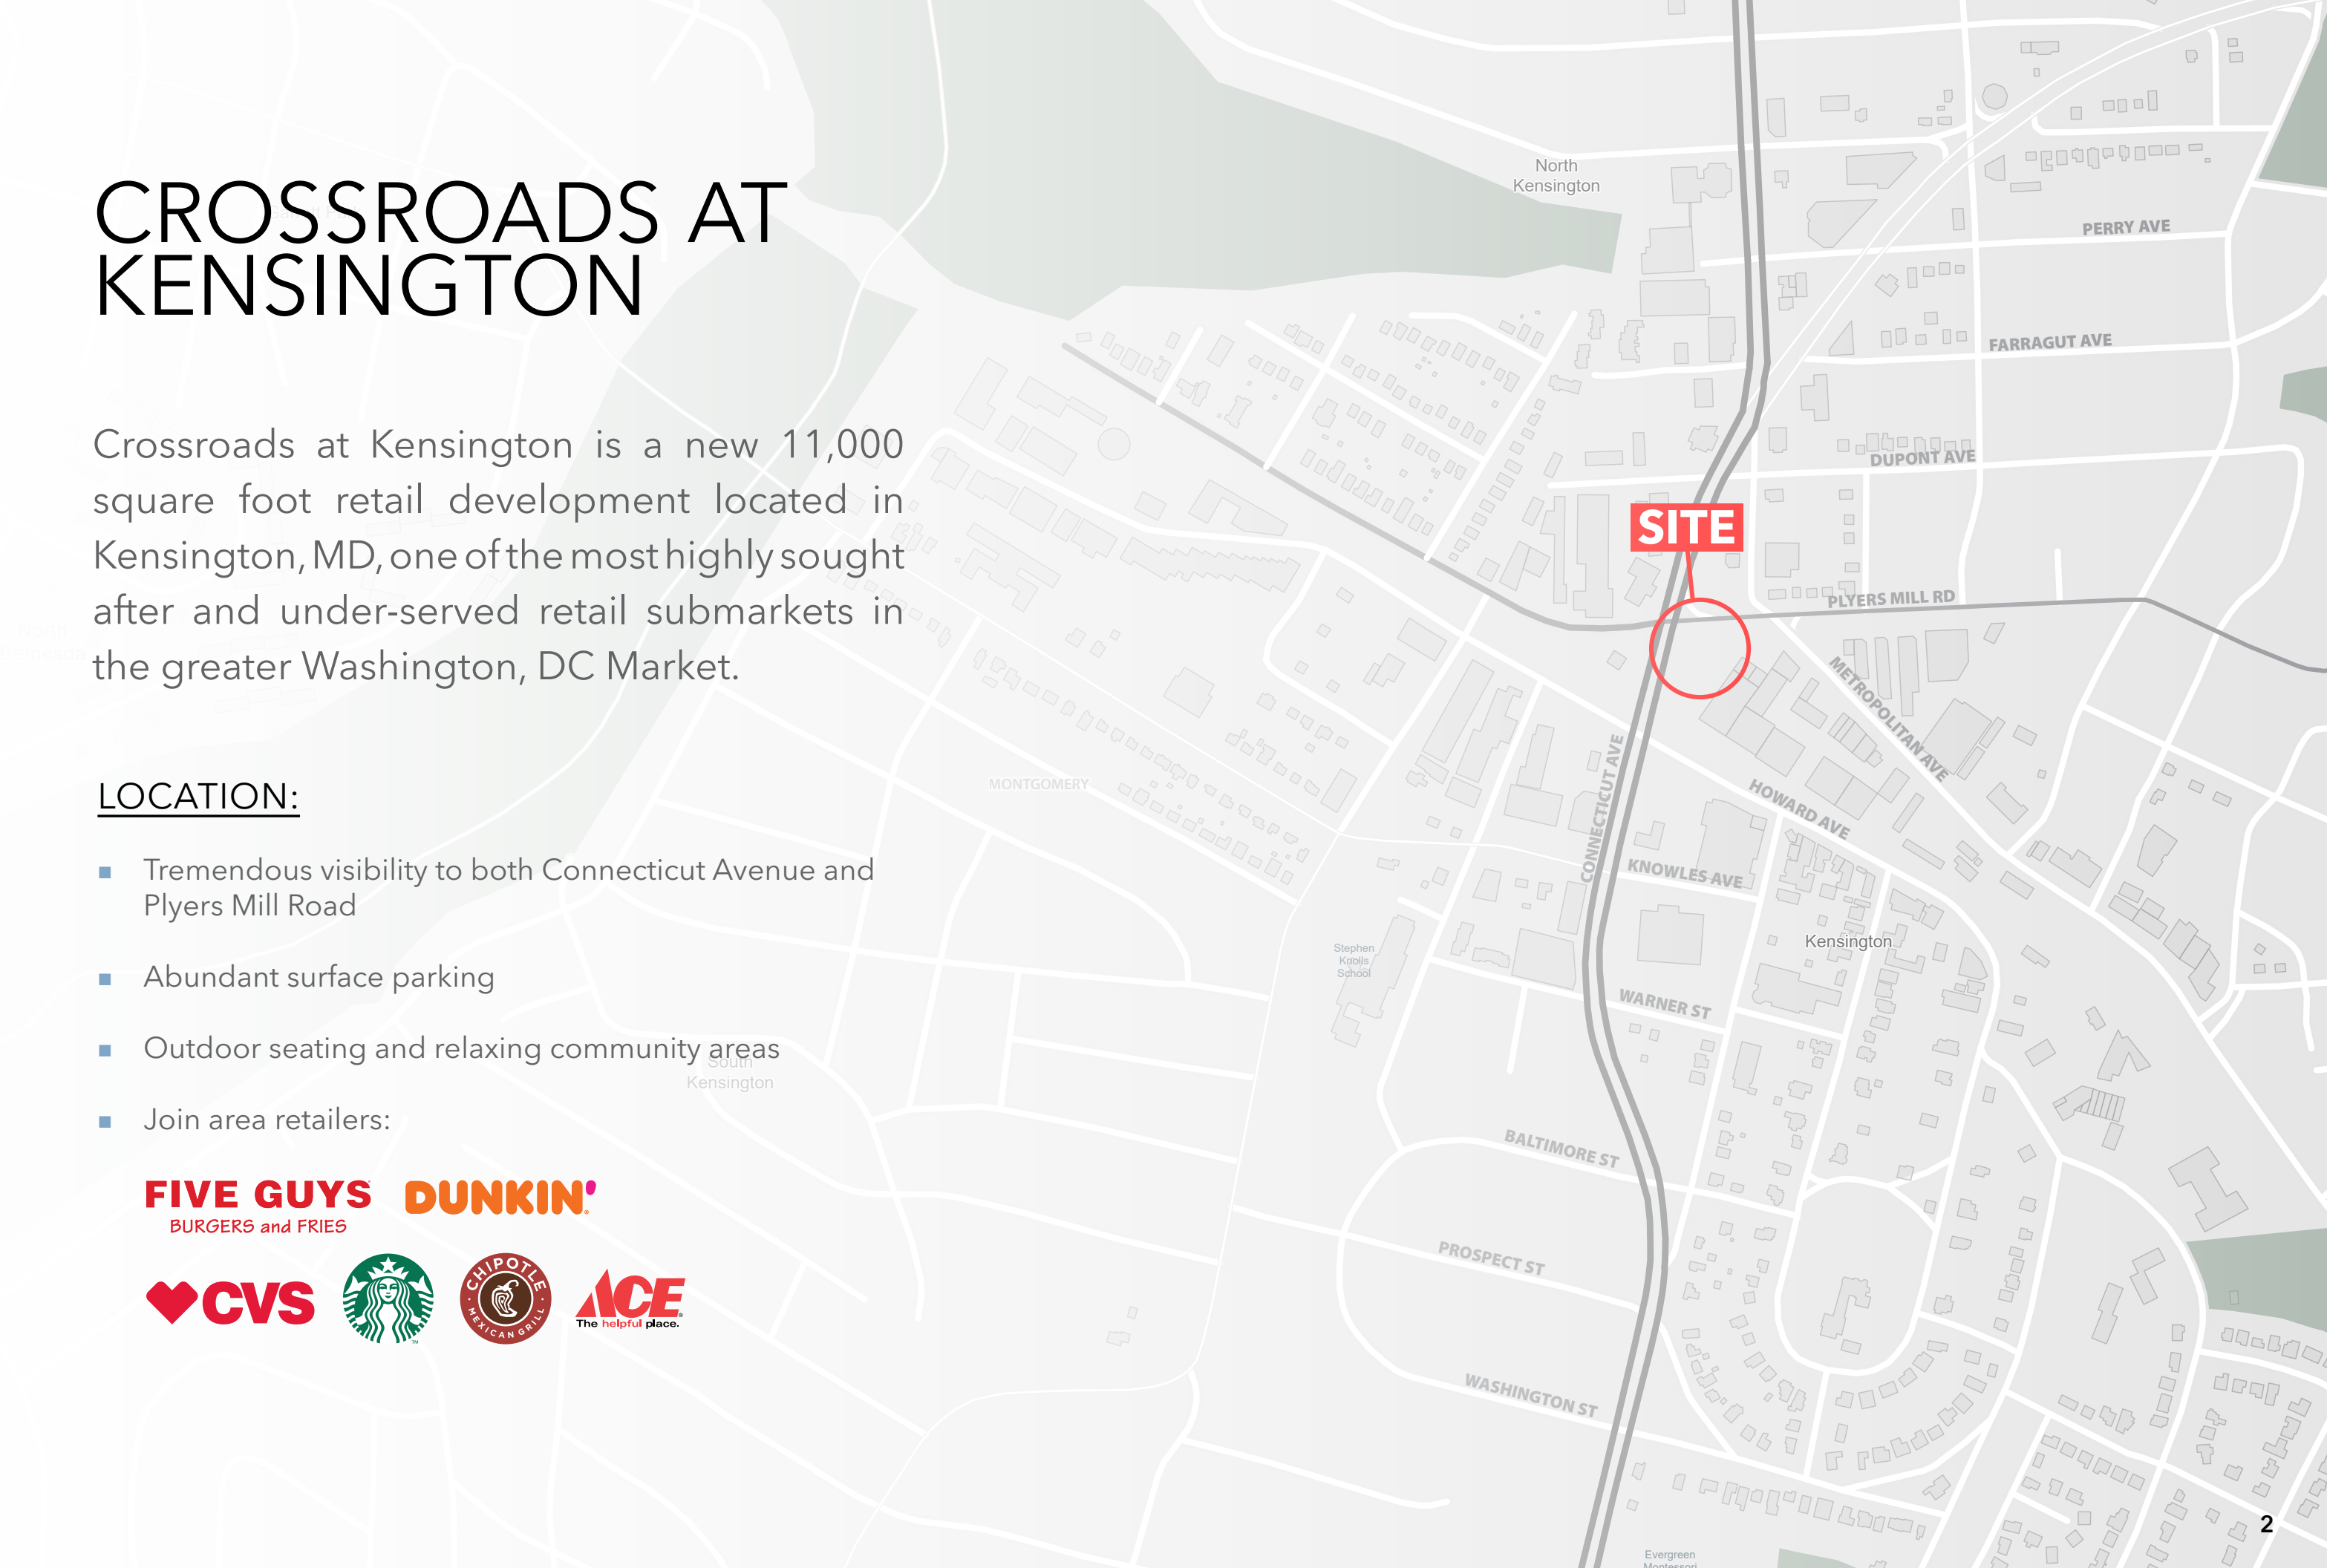 CROSSROADS AT
KENSINGTON
Crossroads at Kensington is a new 11,000
square foot retail development located in
Kensington, MD, one of the most highly sought
after and under-served retail submarkets in
the greater Washington, DC Market.
LOCATION:
Tremendous visibility to both Connecticut Avenue and
Plyers Mill Road
Abundant surface parking
Outdoor seating and relaxing community areas
Join area retailers:
FIVE GUYS
BURGERS and FRIES
DUNKIN'
CVS
CHIPOTLE
MEXICAN GRILL
ACE
The helpful place.
North
Kensington
PERRY AVE
FARRAGUT AVE
DUPONT AVE
SITE
PLYERS MILL RD
METROPOLITAN AVE
MONTGOMERY
CONNECTICUT AVE
HOWARD AVE
KNOWLES AVE
Kensington
Stephen
Knolls
School
WARNER ST
South
Kensington
BALTIMORE ST
PROSPECT ST
WASHINGTON ST
Evergreen
Montessori
North
2